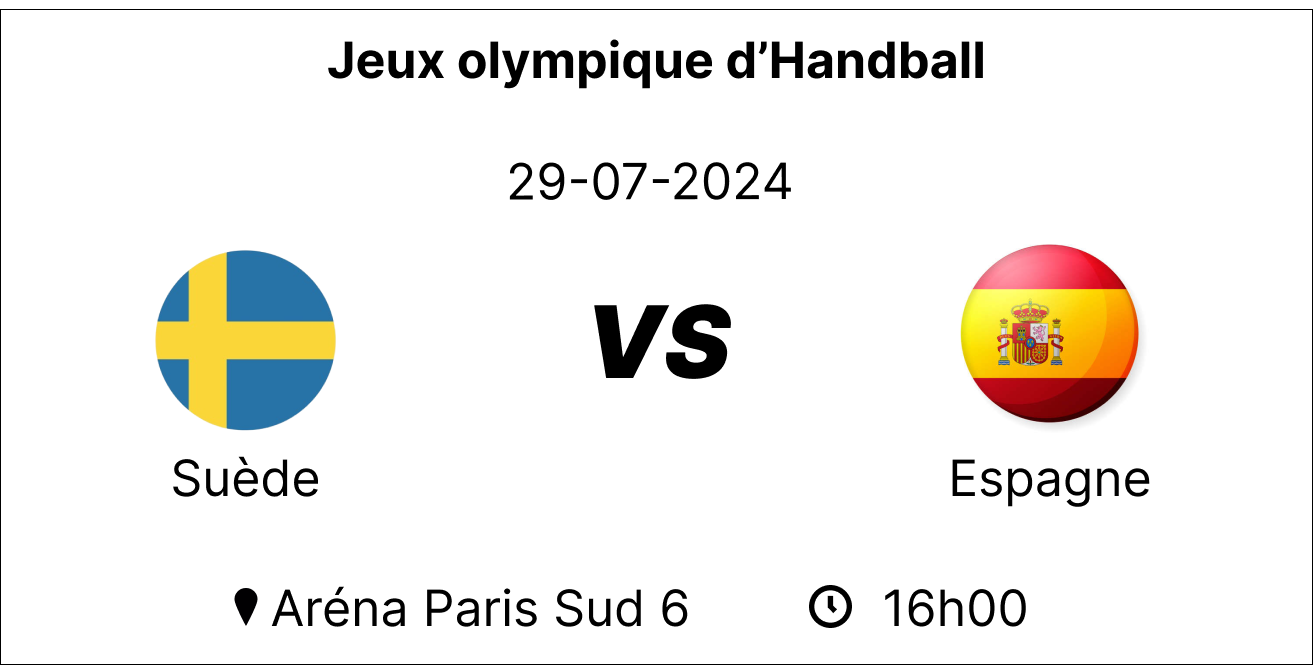 Jeux olympique d’Handball
29-07-2024
VS
Suède
Espagne
Aréna Paris Sud 6
16h00